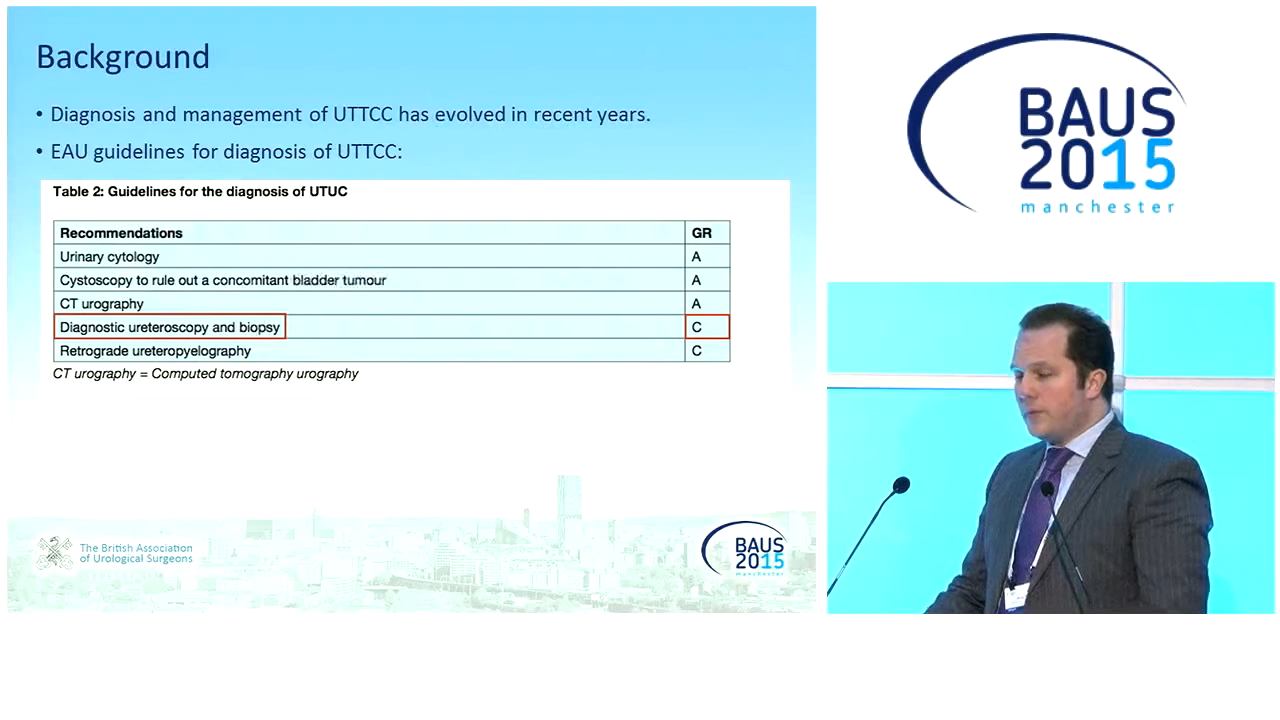 Background
• Diagnosis and management of UTTCC has evolved in recent years.
• EAU guidelines for diagnosis of UTTCC:
Table 2: Guidelines for the diagnosis of UTUC
Recommendations GR
Urinary cytology A
Cystoscopy to rule out a concomitant bladder tumour A
CT urography A
Diagnostic ureteroscopy and biopsy C
Retrograde ureteropyelography C
CT urography = Computed tomography urography
The British Association
of Urological Surgeons
BAUS
2015
manchester
BAUS
2015
manchester